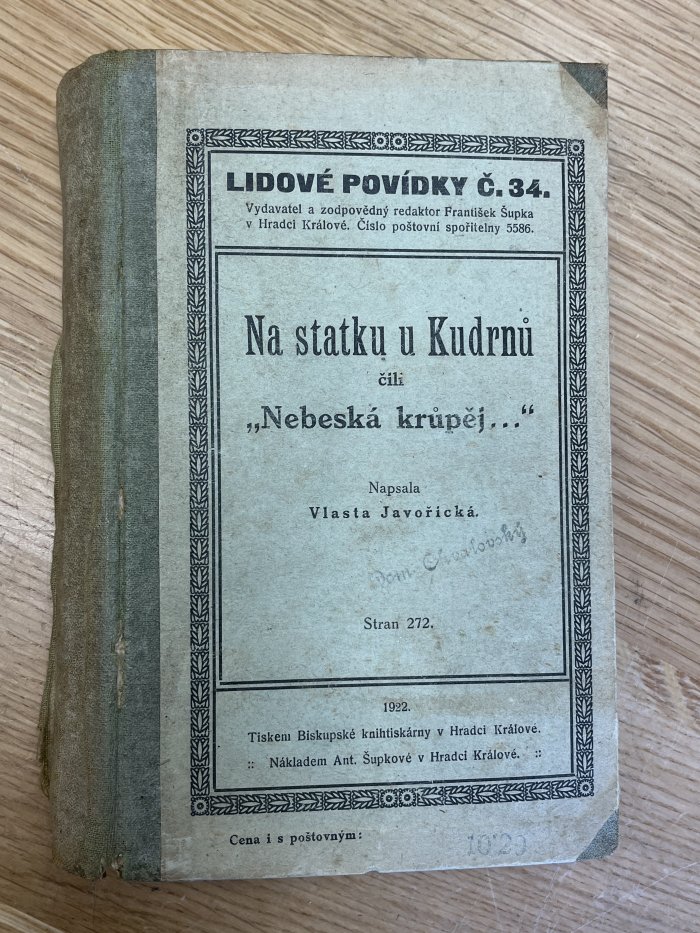 LIDOVÉ POVÍDKY Č. 34.
Vydavatel a zodpovědný redaktor František Šupka
v Hradci Králové. Číslo poštovní spořitelny 5586.
Na statku u Kudrnů
čili
„Nebeská krůpěj..."
Napsala
Vlasta Javořická.
Stran 272.
1922.
Tiskem Biskupské knihtiskárny v Hradci Králové.
:: Nákladem Ant. Šupkové v Hradci Králové. ::
Cena i s poštovným: